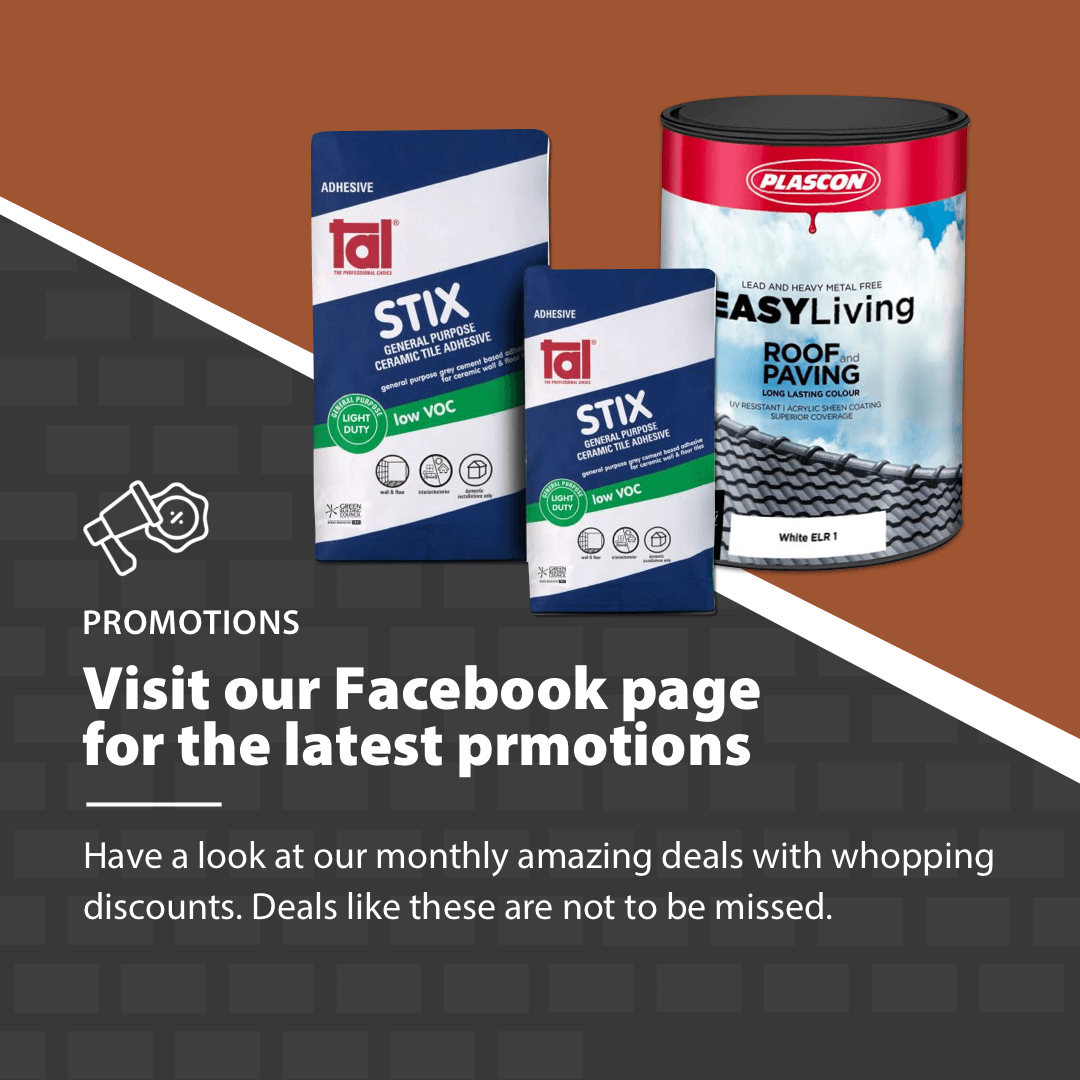 ADHESIVE
tal®
THE PROFESSIONAL CHOICE
STIX
GENERAL PURPOSE
CERAMIC TILE ADHESIVE
general purpose grey cement based
for ceramic wall & floor
GENERAL PURPOSE
LIGHT
DUTY
low VOC
wall & floor
interior/exterior
domestic
installations only
GREEN
BUILDING
COUNCIL
ADHESIVE
tal®
THE PROFESSIONAL CHOICE
STIX
GENERAL PURPOSE
CERAMIC TILE ADHESIVE
general purpose grey cement based adhesive
for ceramic wall & floor tiles
GENERAL PURPOSE
LIGHT
DUTY
low VOC
wall & floor
interior/exterior
domestic
installations only
GREEN
BUILDING
COUNCIL
PLASCON
LEAD AND HEAVY METAL FREE
EASYLiving
ROOF and
PAVING
LONG LASTING COLOUR
UV RESISTANT | ACRYLIC SHEEN COATING
SUPERIOR COVERAGE
White ELR 1
PROMOTIONS
Visit our Facebook page
for the latest prmotions
Have a look at our monthly amazing deals with whopping
discounts. Deals like these are not to be missed.